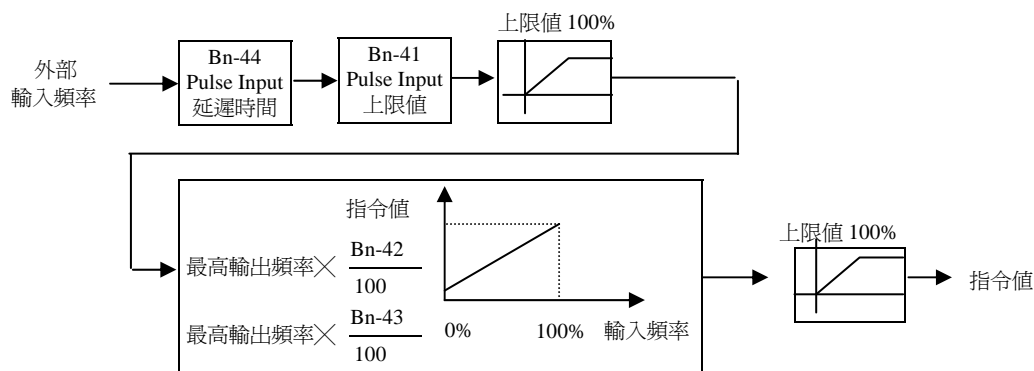 外部
輸入頻率
Bn-44
Pulse Input
延遲時間
Bn-41
Pulse Input
上限值
上限值 100%
指令值
最高輸出頻率× Bn-42
100
最高輸出頻率× Bn-43
100
0%
100%
輸入頻率
上限值 100%
指令值